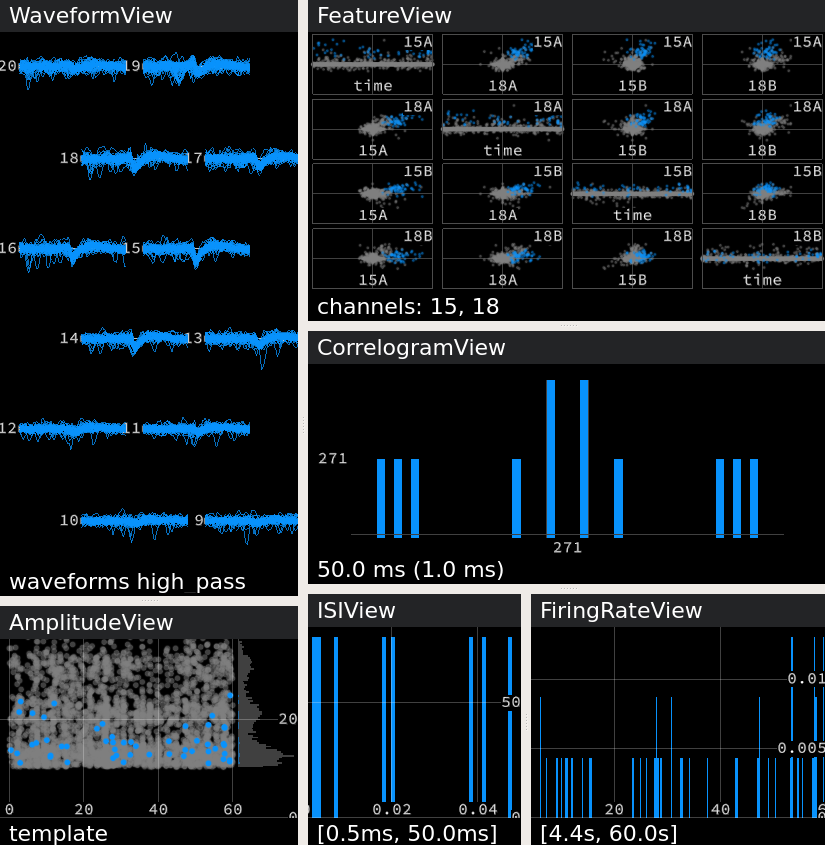 WaveformView
20 19
18 17
16 15
14 13
12 11
10 9
waveforms high_pass
FeatureView
15A 15A 15A 15A
time 18A 15B 18B
18A 18A 18A 18A
15A time 15B 18B
15B 15B 15B 15B
15A 18A time 18B
18B 18B 18B 18B
15A 18A 15B time
channels: 15, 18
CorrelogramView
271
271
50.0 ms (1.0 ms)
AmplitudeView
20
0 20 40 60 0
template
ISIView
50
0.02 0.04 0
[0.5ms, 50.0ms]
FiringRateView
0.01
0.005
20 40 6
0
[4.4s, 60.0s]